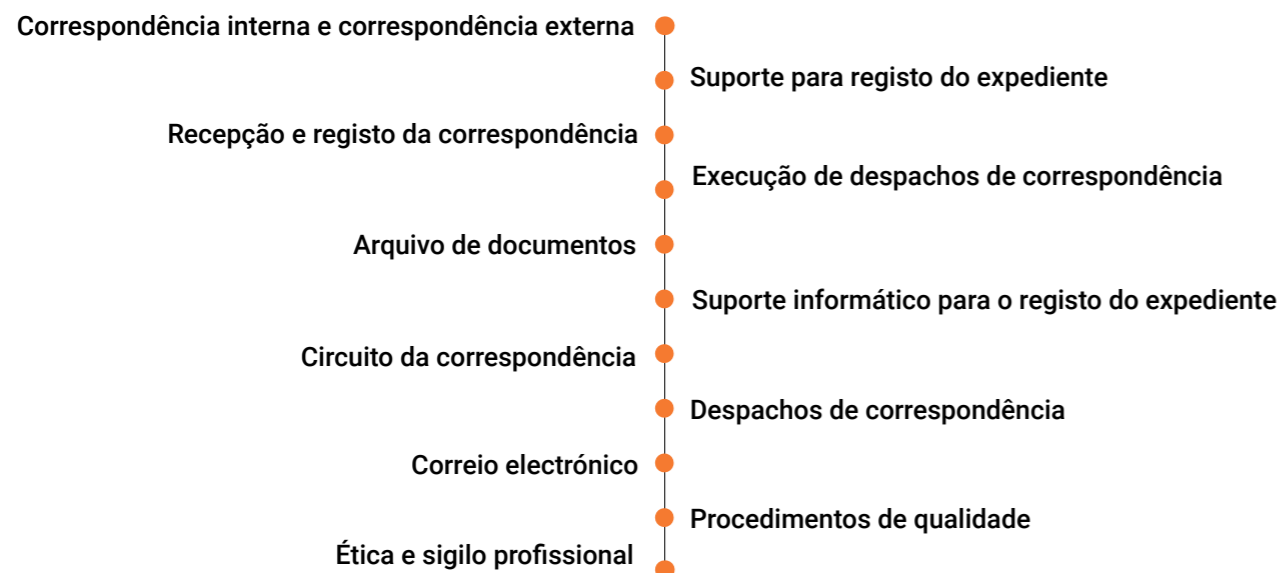 Correspondência interna e correspondência externa
Suporte para registo do expediente
Recepção e registo da correspondência
Execução de despachos de correspondência
Arquivo de documentos
Suporte informático para o registo do expediente
Circuito da correspondência
Despachos de correspondência
Correio electrónico
Procedimentos de qualidade
Ética e sigilo profissional